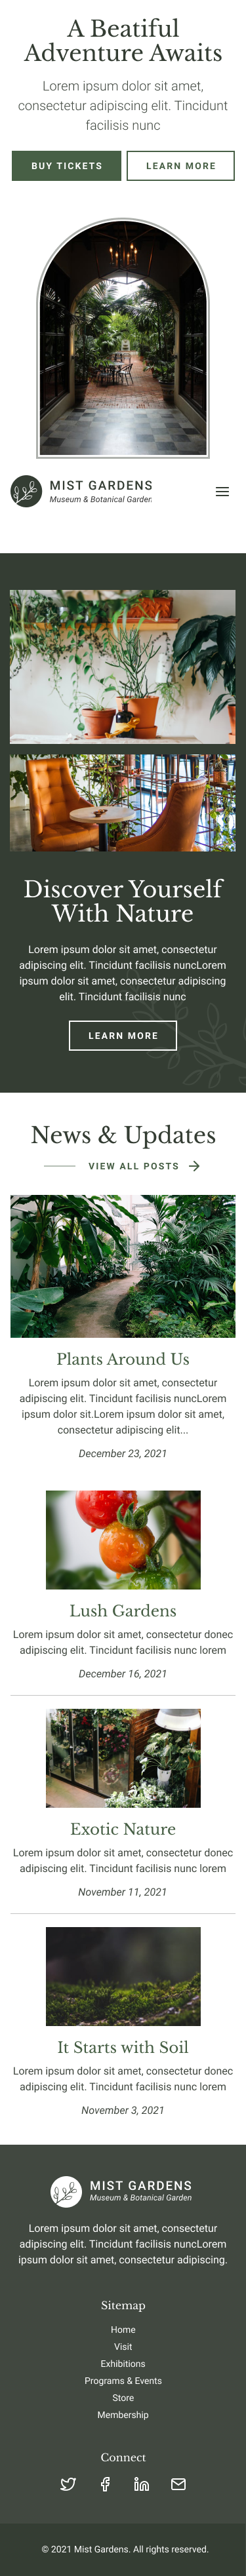 A Beatiful
Adventure Awaits
Lorem ipsum dolor sit amet,
consectetur adipiscing elit. Tincidunt
facilisis nunc
BUY TICKETS
LEARN MORE
MIST GARDENS
Museum & Botanical Garden
Discover Yourself
With Nature
Lorem ipsum dolor sit amet, consectetur
adipiscing elit. Tincidunt facilisis nuncLorem
ipsum dolor sit amet, consectetur adipiscing
elit. Tincidunt facilisis nunc
LEARN MORE
News & Updates
VIEW ALL POSTS
Plants Around Us
Lorem ipsum dolor sit amet, consectetur
adipiscing elit. Tincidunt facilisis nuncLorem
ipsum dolor sit.Lorem ipsum dolor sit amet,
consectetur adipiscing elit...
December 23, 2021
Lush Gardens
Lorem ipsum dolor sit amet, consectetur donec
adipiscing elit. Tincidunt facilisis nunc lorem
December 16, 2021
Exotic Nature
Lorem ipsum dolor sit amet, consectetur donec
adipiscing elit. Tincidunt facilisis nunc lorem
November 11, 2021
It Starts with Soil
Lorem ipsum dolor sit amet, consectetur donec
adipiscing elit. Tincidunt facilisis nunc lorem
November 3, 2021
MIST GARDENS
Museum & Botanical Garden
Lorem ipsum dolor sit amet, consectetur
adipiscing elit. Tincidunt facilisis nuncLorem
ipsum dolor sit amet, consectetur adipiscing.
Sitemap
Home
Visit
Exhibitions
Programs & Events
Store
Membership
Connect
© 2021 Mist Gardens. All rights reserved.